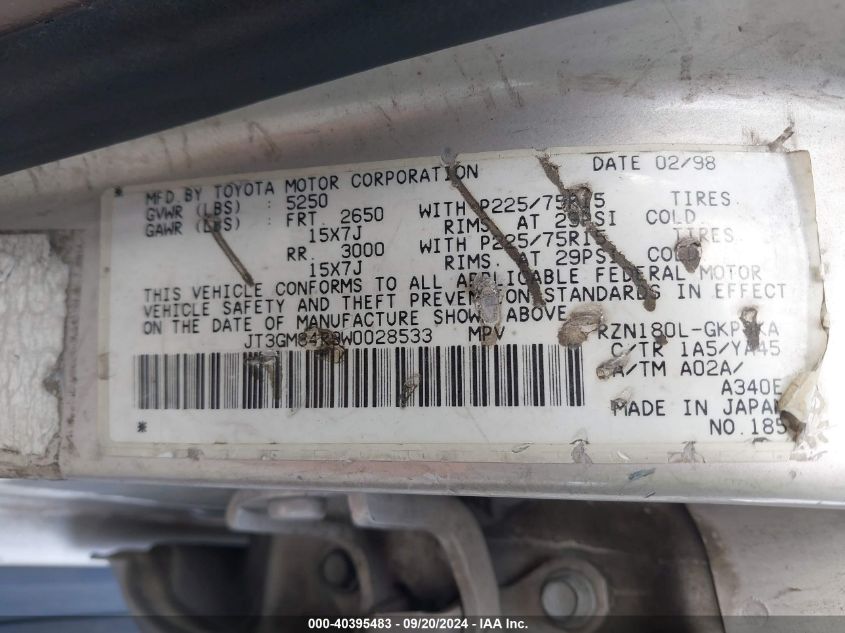 * MFD.BY TOYOTA MOTOR CORPORATION DATE 02/98
GVWR (LBS) : 5250
GAWR (LBS) : FRT. 2650 WITH P225/75R15 TIRES
15X7J RIMS, AT 29PSI COLD.
RR. 3000 WITH P225/75R15 TIRES
15X7J RIMS, AT 29PSI COLD.
THIS VEHICLE CONFORMS TO ALL APPLICABLE FEDERAL MOTOR
VEHICLE SAFETY AND THEFT PREVENTION STANDARDS IN EFFECT
ON THE DATE OF MANUFACTURE SHOWN ABOVE.
MPV
C/TR 1A5/YA45
A/TM A02A/
A340E
MADE IN JAPAN
* NO.185
000-40395483 - 09/20/2024 - IAA Inc.